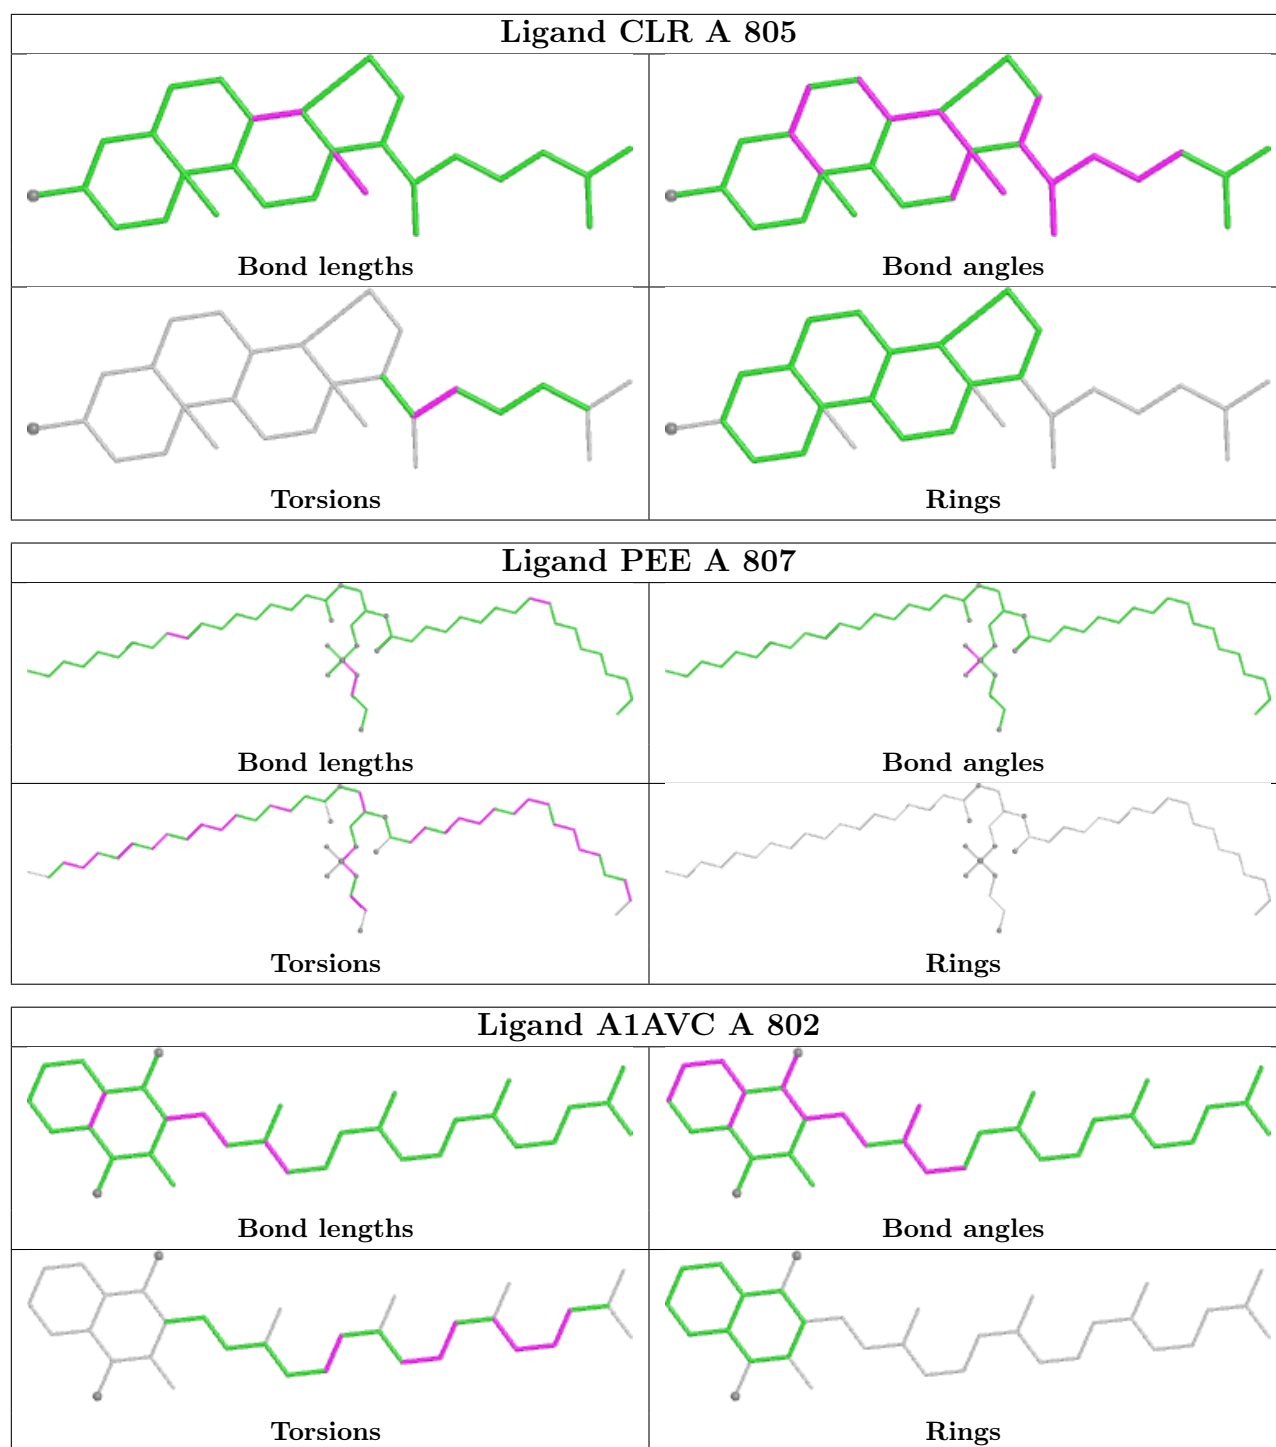 Ligand CLR A 805
Bond lengths
Bond angles
Torsions
Rings
Ligand PEE A 807
Bond lengths
Bond angles
Torsions
Rings
Ligand A1AVC A 802
Bond lengths
Bond angles
Torsions
Rings